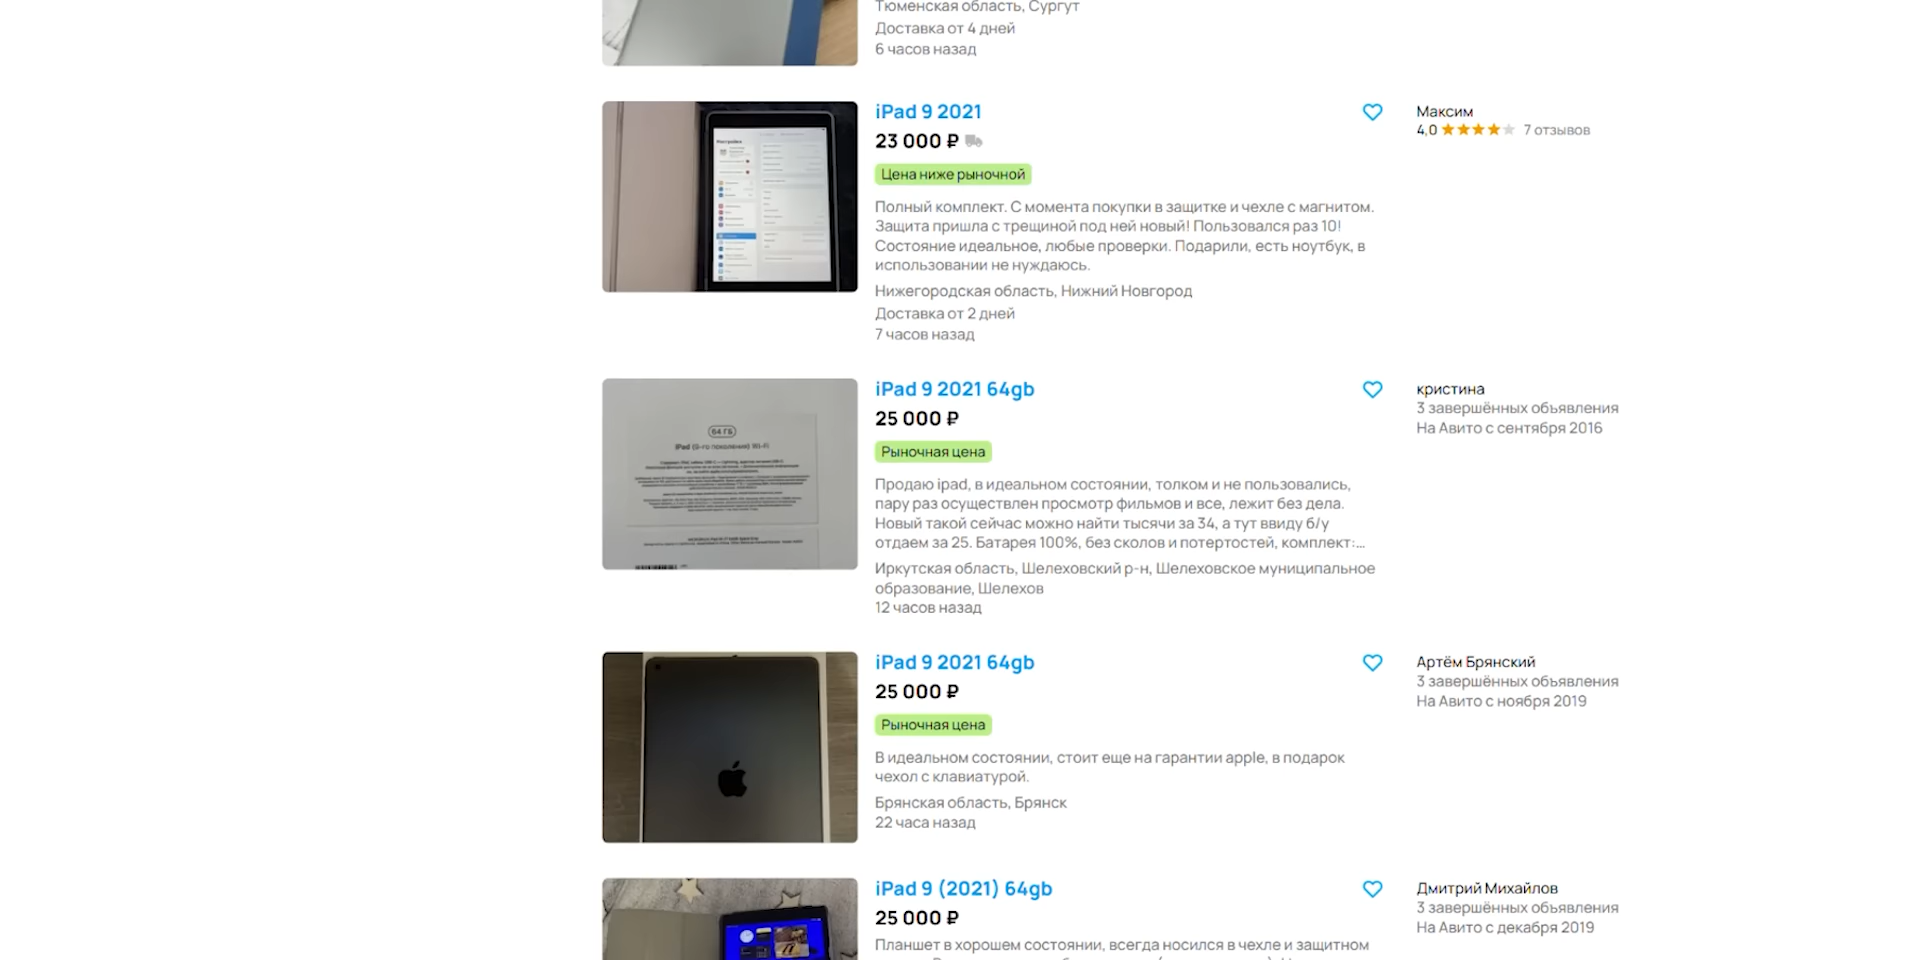 Тюменская область, Сургут
Доставка от 4 дней
6 часов назад
iPad 9 2021
23 000 ₽
Цена ниже рыночной
Полный комплект. С момента покупки в защитке и чехле с магнитом.
Защита пришла с трещиной под ней новый! Пользовался раз 10!
Состояние идеальное, любые проверки. Подарили, есть ноутбук, в
использовании не нуждаюсь.
Нижегородская область, Нижний Новгород
Доставка от 2 дней
7 часов назад
Максим
4,0 7 отзывов
iPad 9 2021 64gb
25 000 ₽
Рыночная цена
Продаю ipad, в идеальном состоянии, толком и не пользовались,
пару раз осуществлен просмотр фильмов и все, лежит без дела.
Новый такой сейчас можно найти тысячи за 34, а тут ввиду б/у
отдаем за 25. Батарея 100%, без сколов и потертостей, комплект:...
Иркутская область, Шелеховский р-н, Шелеховское муниципальное
образование, Шелехов
12 часов назад
кристина
3 завершённых объявления
На Авито с сентября 2016
64 ГБ
iPad (9-го поколения) Wi-Fi
iPad 9 2021 64gb
25 000 ₽
Рыночная цена
В идеальном состоянии, стоит еще на гарантии apple, в подарок
чехол с клавиатурой.
Брянская область, Брянск
22 часа назад
Артём Брянский
3 завершённых объявления
На Авито с ноября 2019
iPad 9 (2021) 64gb
25 000 ₽
Планшет в хорошем состоянии, всегда носился в чехле и защитном
Дмитрий Михайлов
3 завершённых объявления
На Авито с декабря 2019